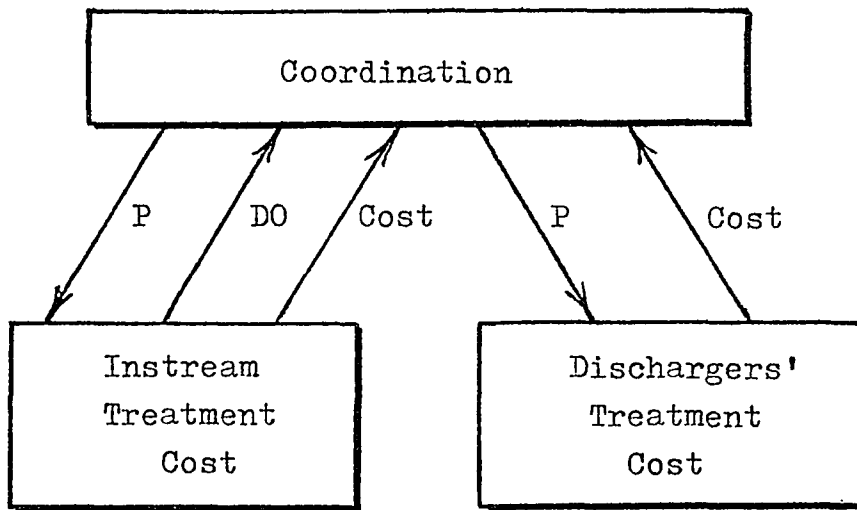 Coordination
P
DO
Cost
P
Cost
Instream
Treatment
Cost
Dischargers'
Treatment
Cost